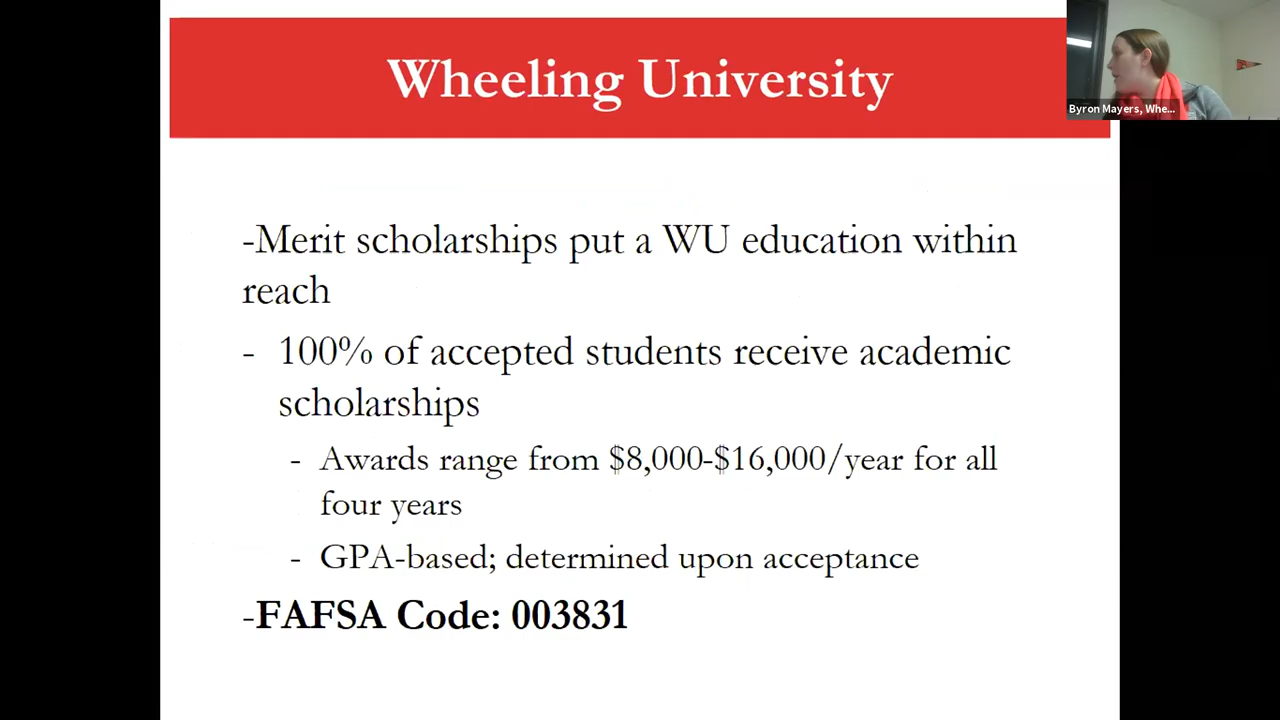 Wheeling University
Byron Mayers, Whe...
-Merit scholarships put a WU education within
reach
- 100% of accepted students receive academic
scholarships
- Awards range from $8,000-$16,000/year for all
four years
- GPA-based; determined upon acceptance
-FAFSA Code: 003831